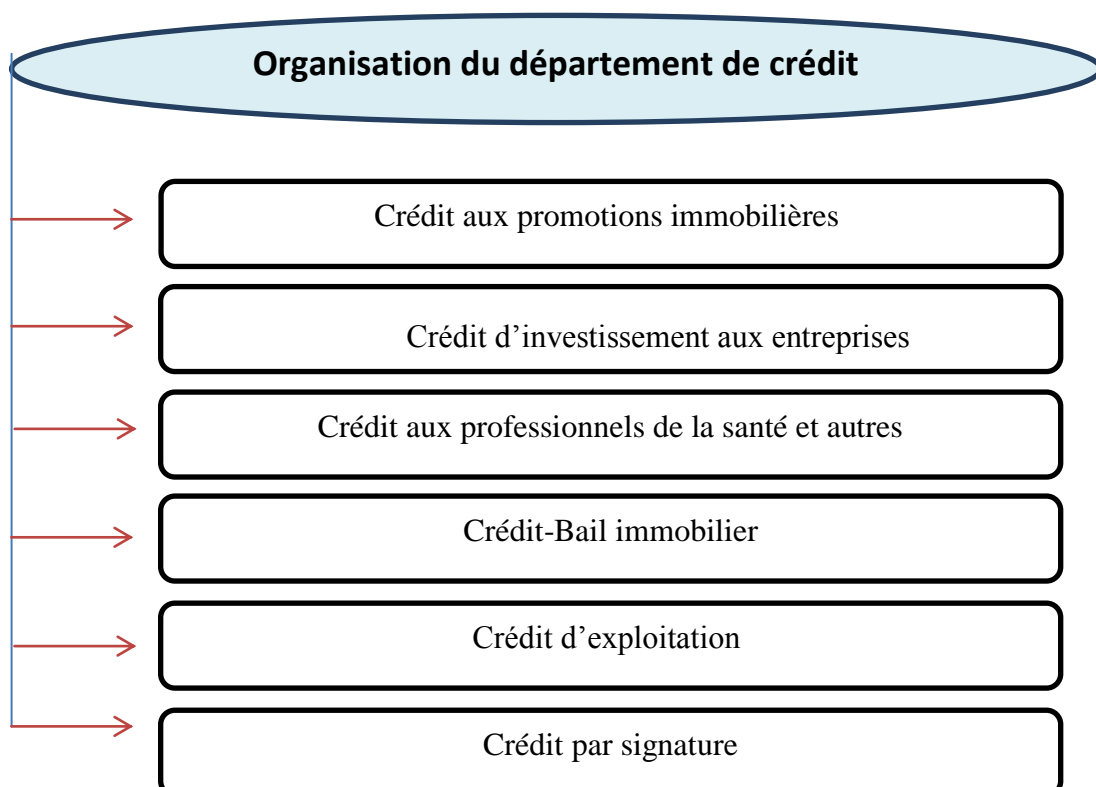 Organisation du département de crédit
Crédit aux promotions immobilières
Crédit d’investissement aux entreprises
Crédit aux professionnels de la santé et autres
Crédit-Bail immobilier
Crédit d’exploitation
Crédit par signature